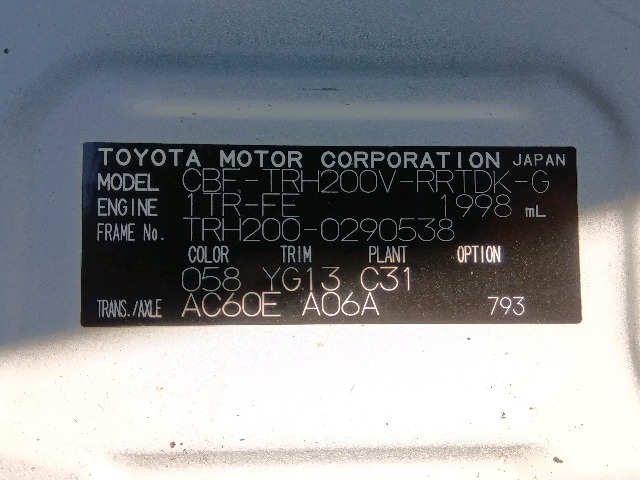 TOYOTA MOTOR CORPORATION JAPAN
MODEL CBF-TRH200V-RRTDK-G
ENGINE 1TR-FE 1998 mL
FRAME No. TRH200-0290538
COLOR TRIM PLANT OPTION
058 YG13 C31
TRANS./AXLE AC60E A06A 793